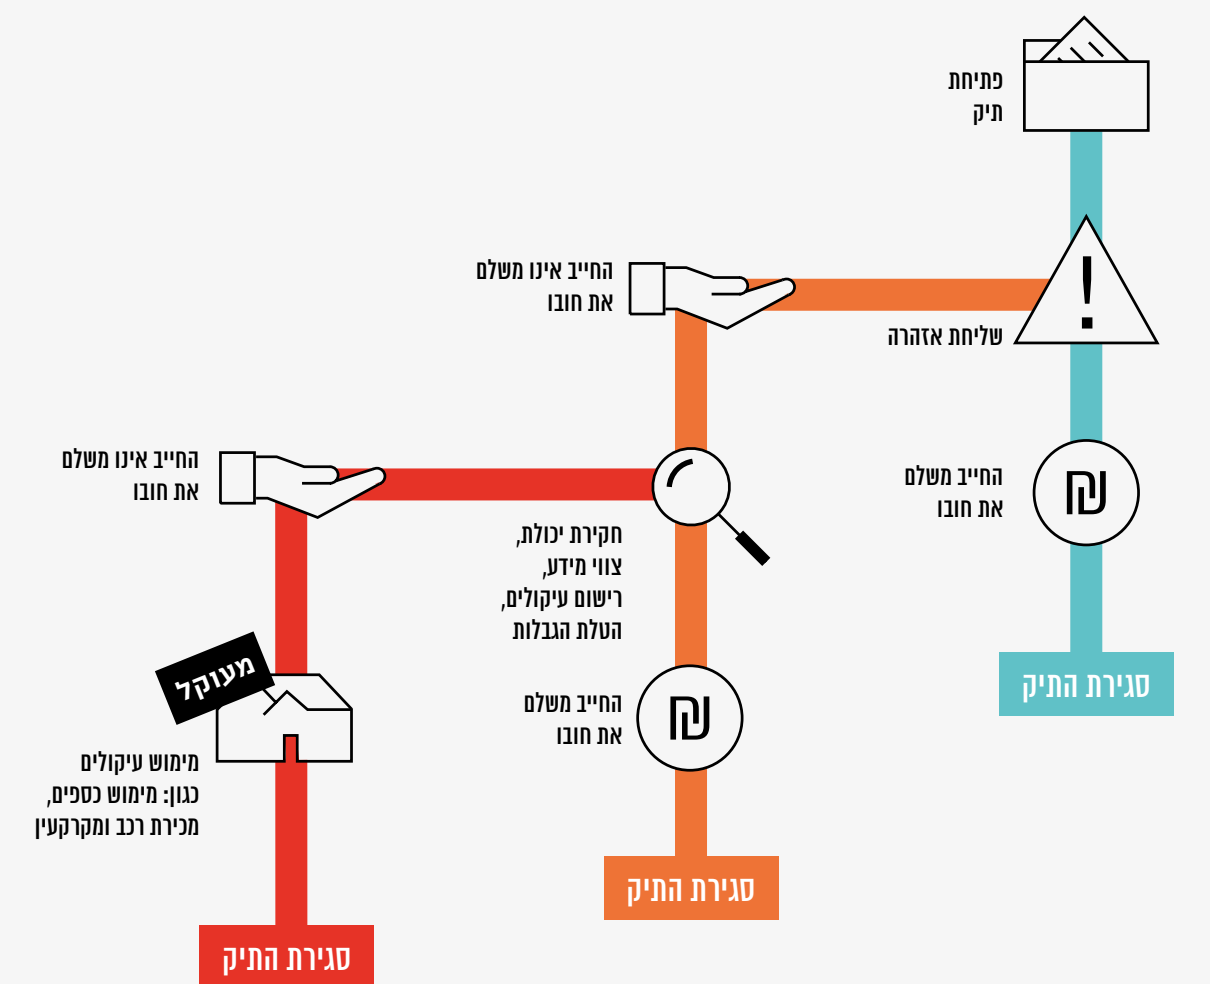 פתיחת
תיק
שליחת אזהרה
החייב משלם
את חובו
סגירת התיק
החייב אינו משלם
את חובו
חקירת יכולת,
צווי מידע,
רישום עיקולים,
הטלת הגבלות
החייב משלם
את חובו
סגירת התיק
החייב אינו משלם
את חובו
מעוקל
מימוש עיקולים
כגון: מימוש כספים,
מכירת רכב ומקרקעין
סגירת התיק